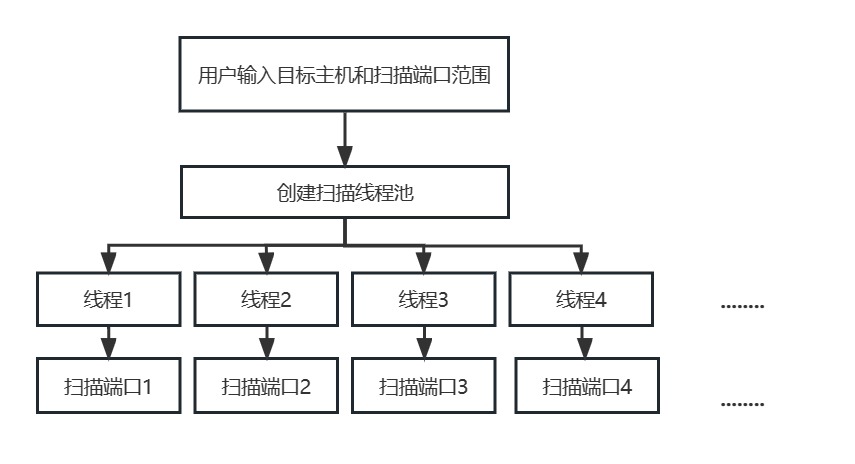 用户输入目标主机和扫描端口范围
创建扫描线程池
线程1
线程2
线程3
线程4
........
扫描端口1
扫描端口2
扫描端口3
扫描端口4
........